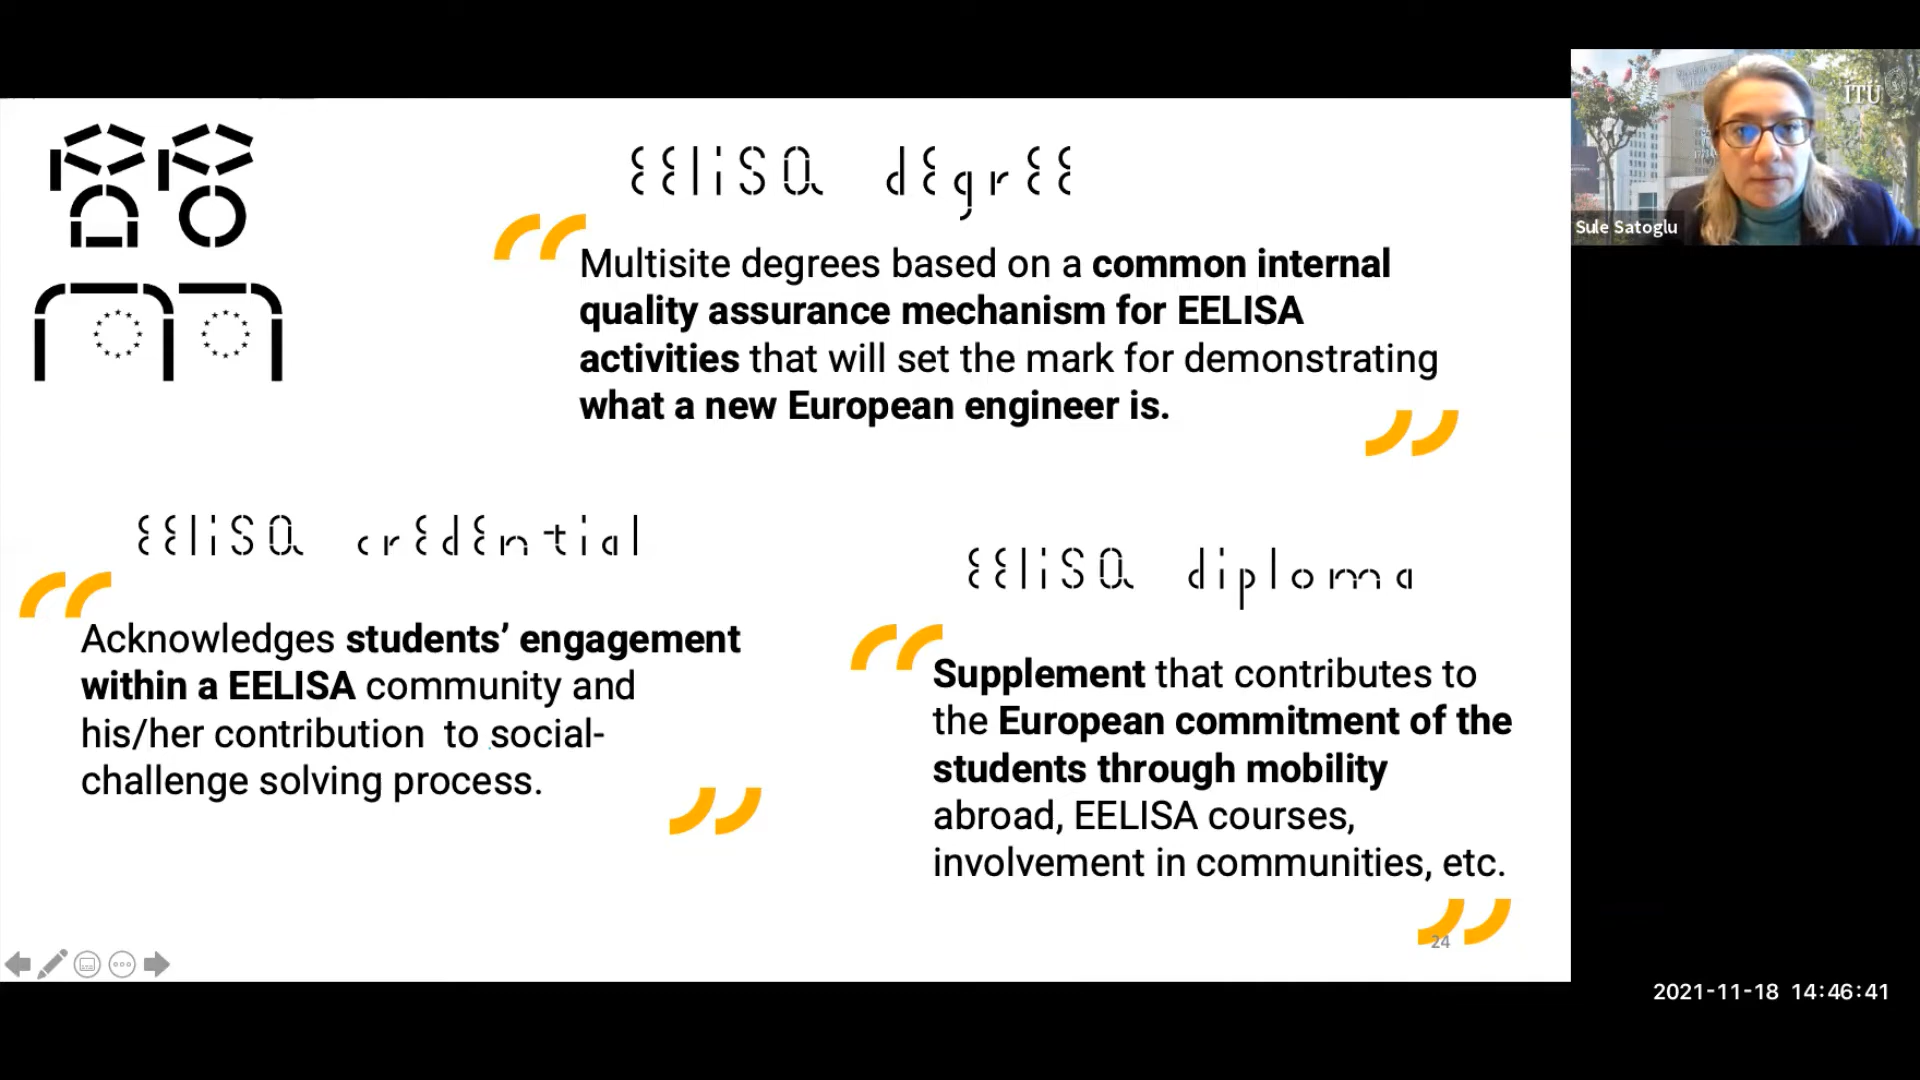 EELiSA dEgrEE
Multisite degrees based on a common internal
quality assurance mechanism for EELISA
activities that will set the mark for demonstrating
what a new European engineer is.
EELiSA crEdEntial
Acknowledges students’ engagement
within a EELISA community and
his/her contribution  to social-
challenge solving process.
EELiSA diploma
Supplement that contributes to
the European commitment of the
students through mobility
abroad, EELISA courses,
involvement in communities, etc.
24
İTÜ
Sule Satoglu
2021-11-18 14:46:41